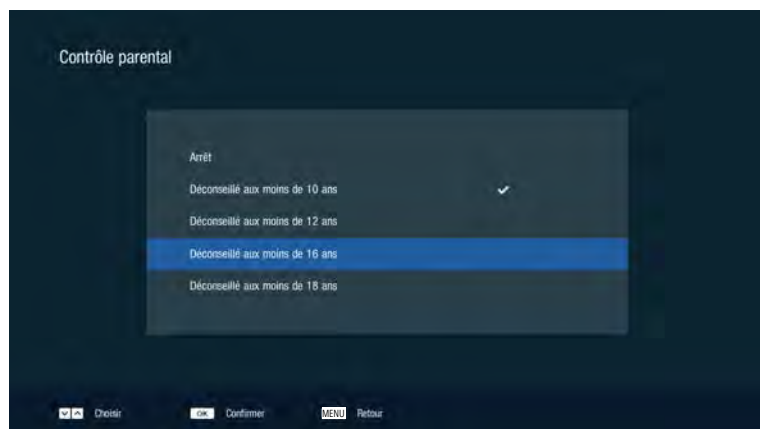 Contrôle parental
Arrêt
Déconseillé aux moins de 10 ans
Déconseillé aux moins de 12 ans
Déconseillé aux moins de 16 ans
Déconseillé aux moins de 18 ans
Choisir OK Confirmer MENU Retour